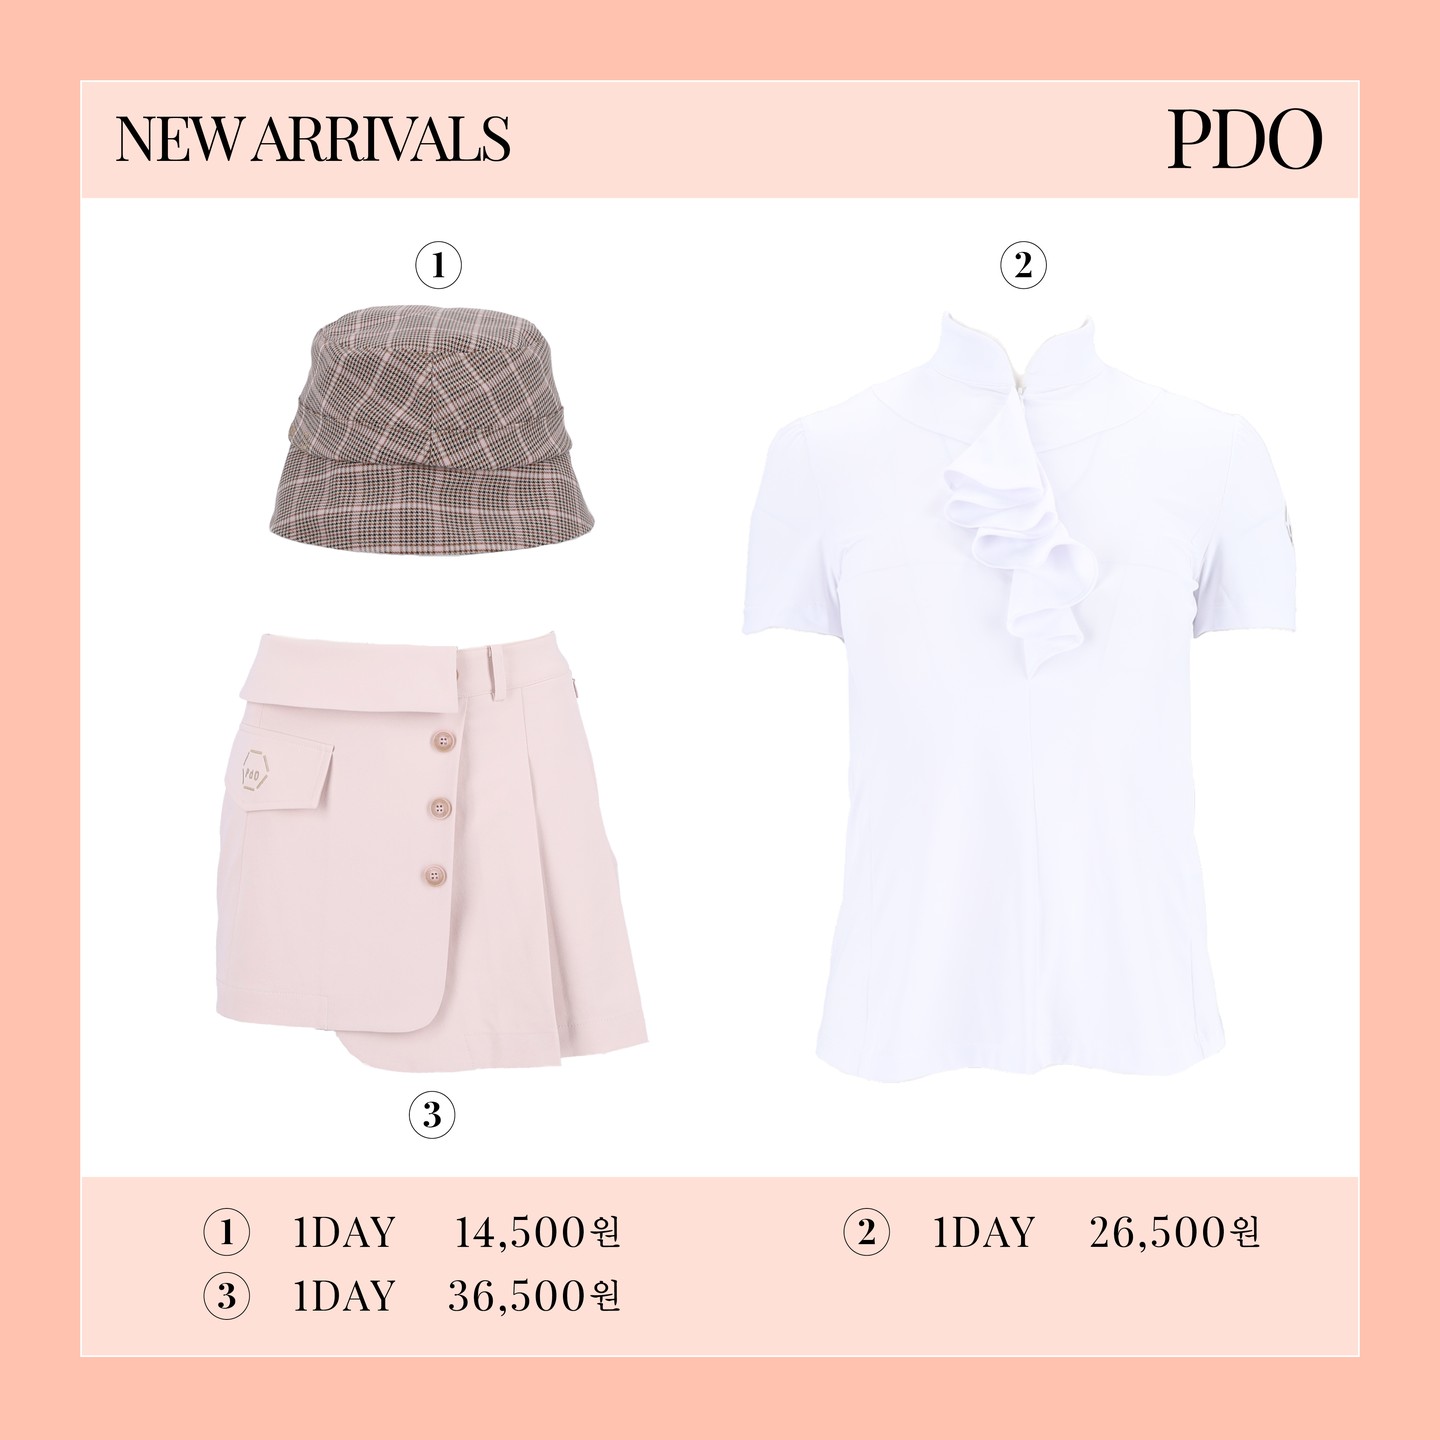 NEW ARRIVALS
PDO
1
2
PdO
3
1 1DAY 14,500원
2 1DAY 26,500원
3 1DAY 36,500원